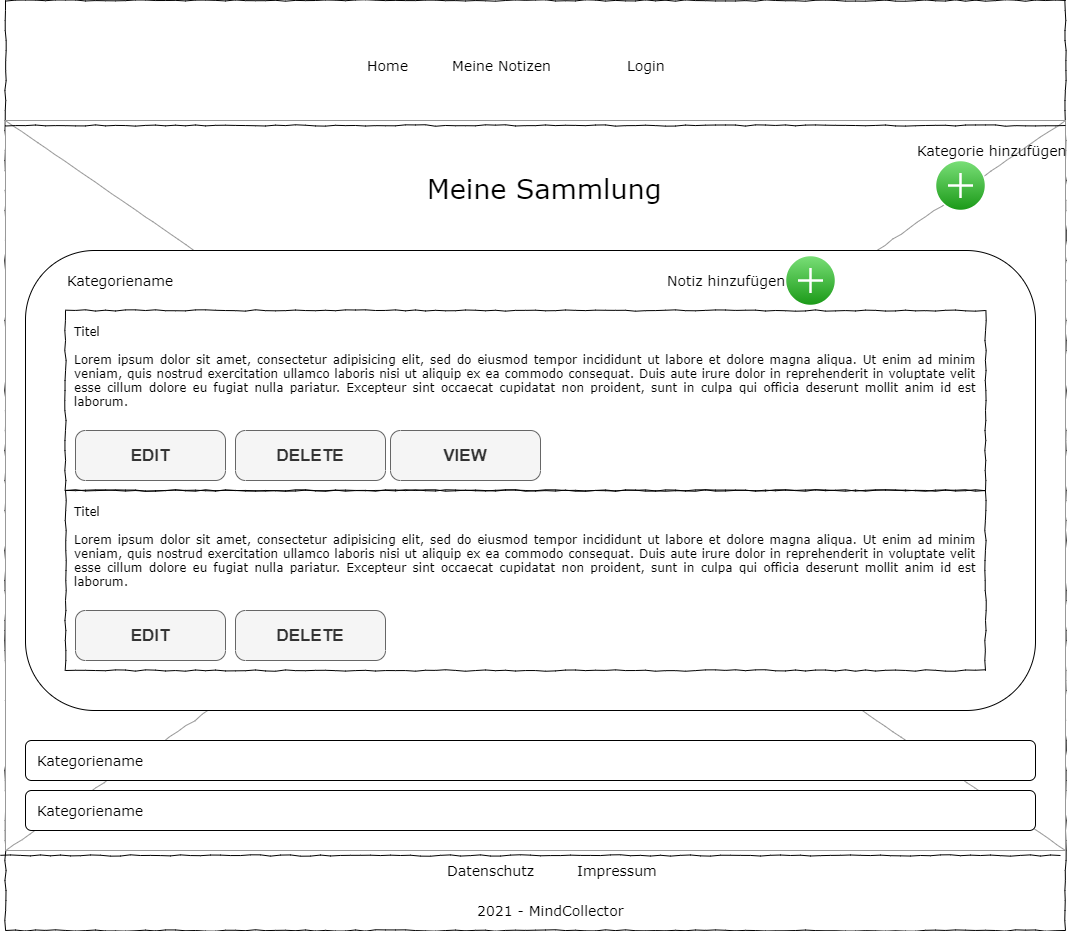 Home Meine Notizen Login
Kategorie hinzufügen
Meine Sammlung
Kategoriename Notiz hinzufügen
Titel
Lorem ipsum dolor sit amet, consectetur adipisicing elit, sed do eiusmod tempor incididunt ut labore et dolore magna aliqua. Ut enim ad minim
veniam, quis nostrud exercitation ullamco laboris nisi ut aliquip ex ea commodo consequat. Duis aute irure dolor in reprehenderit in voluptate velit
esse cillum dolore eu fugiat nulla pariatur. Excepteur sint occaecat cupidatat non proident, sunt in culpa qui officia deserunt mollit anim id est
laborum.
EDIT DELETE VIEW
Titel
Lorem ipsum dolor sit amet, consectetur adipisicing elit, sed do eiusmod tempor incididunt ut labore et dolore magna aliqua. Ut enim ad minim
veniam, quis nostrud exercitation ullamco laboris nisi ut aliquip ex ea commodo consequat. Duis aute irure dolor in reprehenderit in voluptate velit
esse cillum dolore eu fugiat nulla pariatur. Excepteur sint occaecat cupidatat non proident, sunt in culpa qui officia deserunt mollit anim id est
laborum.
EDIT DELETE
Kategoriename
Kategoriename
Datenschutz Impressum
2021 - MindCollector